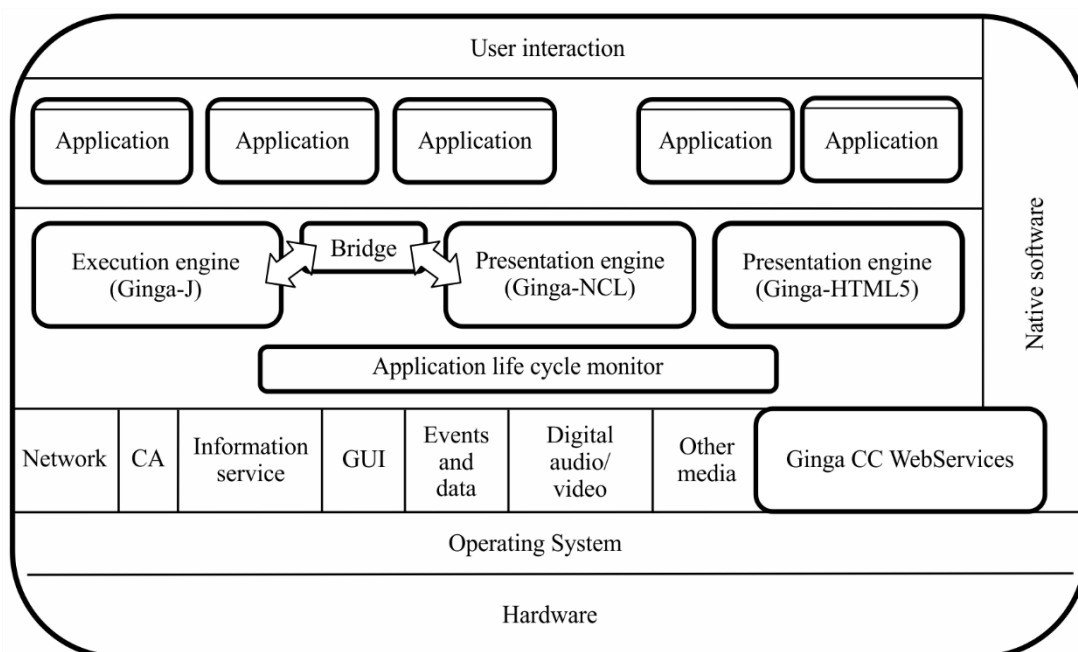 User interaction
Application
Application
Application
Application
Application
Native software
Execution engine
(Ginga-J)
Bridge
Presentation engine
(Ginga-NCL)
Presentation engine
(Ginga-HTML5)
Application life cycle monitor
Network
CA
Information
service
GUI
Events
and
data
Digital
audio/
video
Other
media
Ginga CC WebServices
Operating System
Hardware